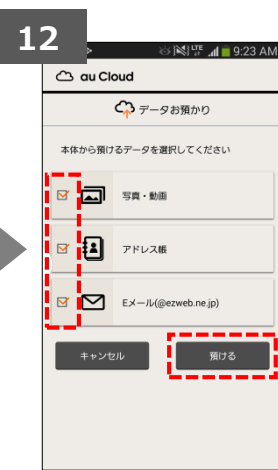 12
LTE 9:23 AM
au Cloud
データお預かり
本体から預けるデータを選択してください
写真・動画
アドレス帳
Eメール(@ezweb.ne.jp)
キャンセル 預ける